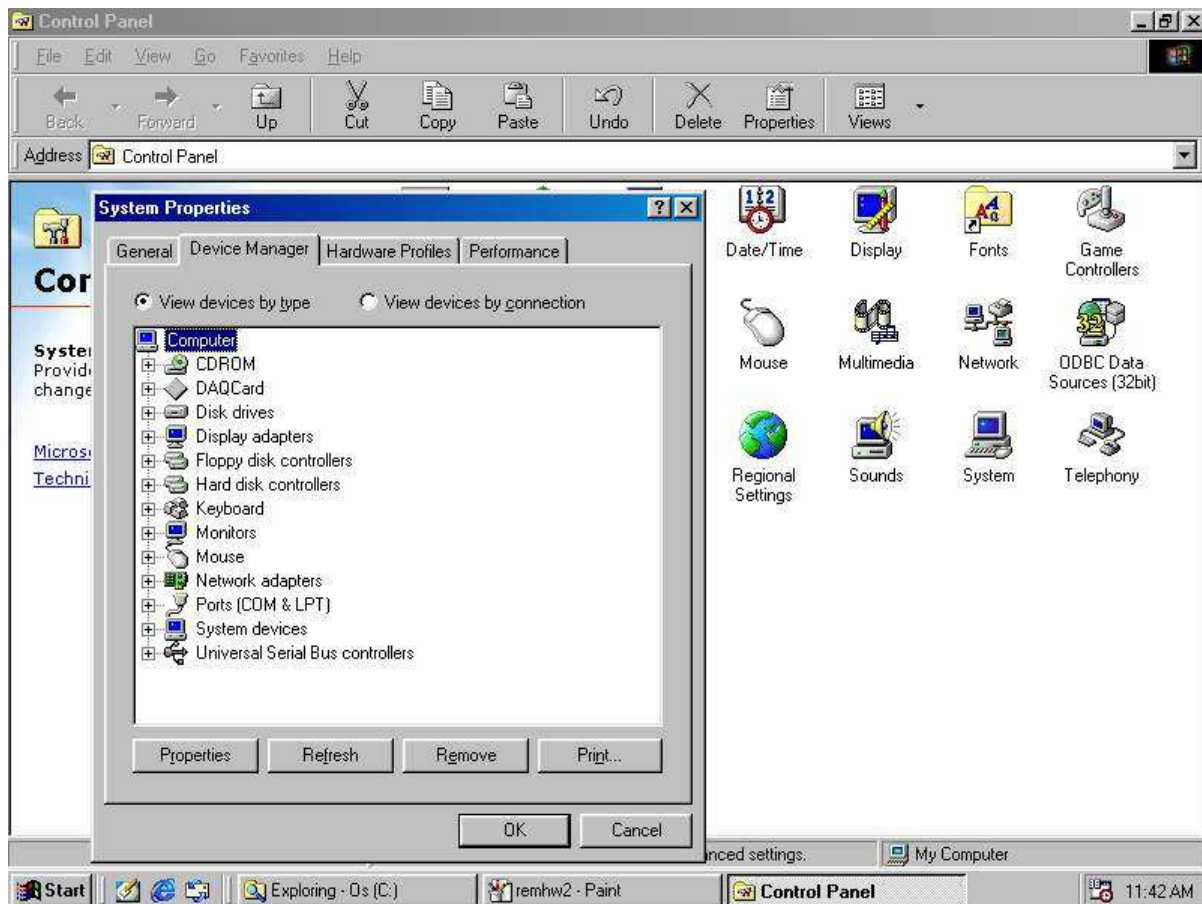 Control Panel
File Edit View Go Favorites Help
Back Forward Up Cut Copy Paste Undo Delete Properties Views
Address Control Panel
System Properties
General Device Manager Hardware Profiles Performance
View devices by type View devices by connection
Computer
CDROM
DAQCard
Disk drives
Display adapters
Floppy disk controllers
Hard disk controllers
Keyboard
Monitors
Mouse
Network adapters
Ports (COM & LPT)
System devices
Universal Serial Bus controllers
Properties Refresh Remove Print...
OK Cancel
Cor
Syste
Provid
change
Micros
Techni
Date/Time Display Fonts Game
Controllers
Mouse Multimedia Network ODBC Data
Sources (32bit)
Regional
Settings
Sounds System Telephony
nced settings. My Computer
Start Exploring - Os (C:) remhw2 - Paint Control Panel 11:42 AM